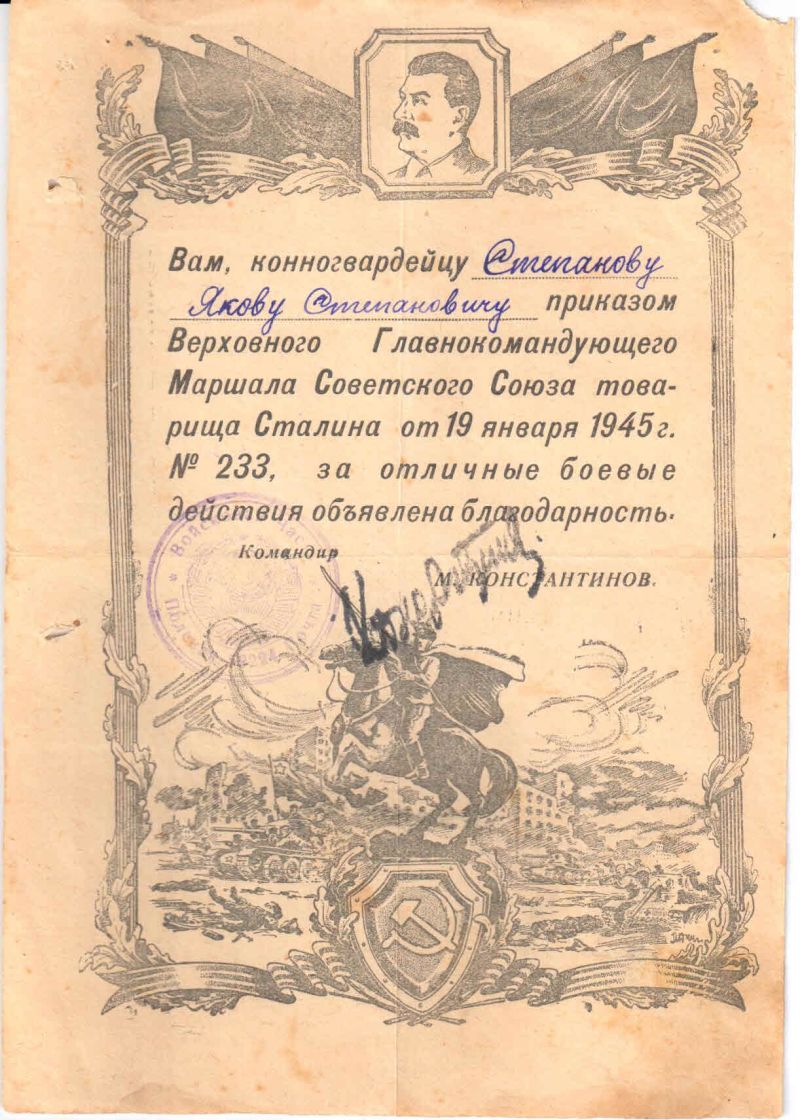 Вам, конногвардейцу Степанову
Якову Степановичу приказом
Верховного Главнокомандующего
Маршала Советского Союза това-
рища Сталина от 19 января 1945 г.
№ 233, за отличные боевые
действия объявлена благодарность.
Командир
М. КОНСТАНТИНОВ.